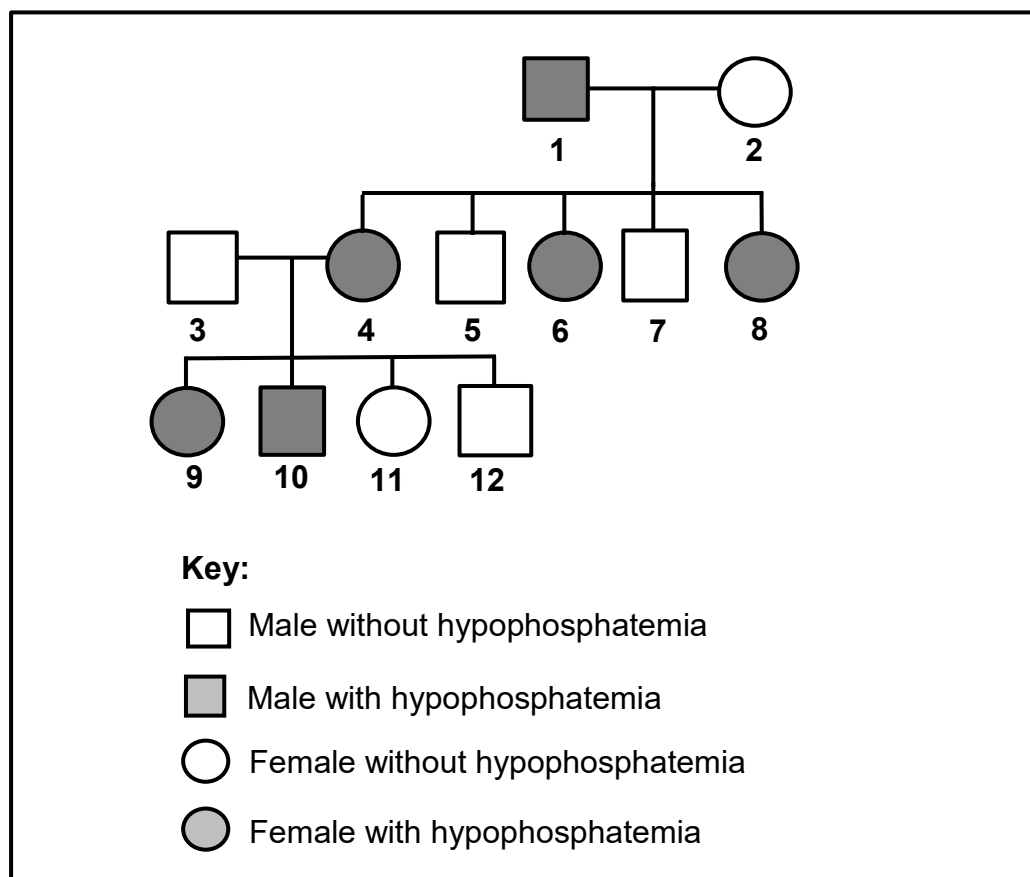 1 2
3 4 5 6 7 8
9 10 11 12
Key:
Male without hypophosphatemia
Male with hypophosphatemia
Female without hypophosphatemia
Female with hypophosphatemia